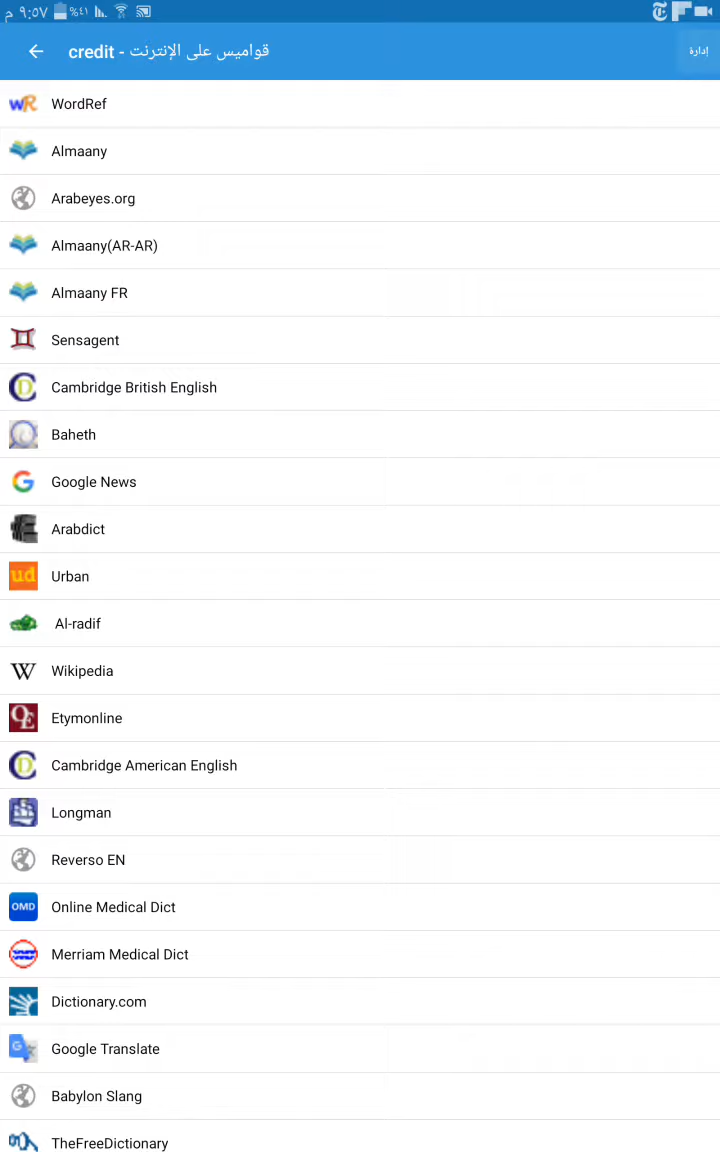 ٩:٥٧ م ٤١%
credit - قواميس على الإنترنت
إدارة
WordRef
Almaany
Arabeyes.org
Almaany(AR-AR)
Almaany FR
Sensagent
Cambridge British English
Baheth
Google News
Arabdict
Urban
Al-radif
Wikipedia
Etymonline
Cambridge American English
Longman
Reverso EN
OMD Online Medical Dict
Merriam Medical Dict
Dictionary.com
Google Translate
Babylon Slang
TheFreeDictionary